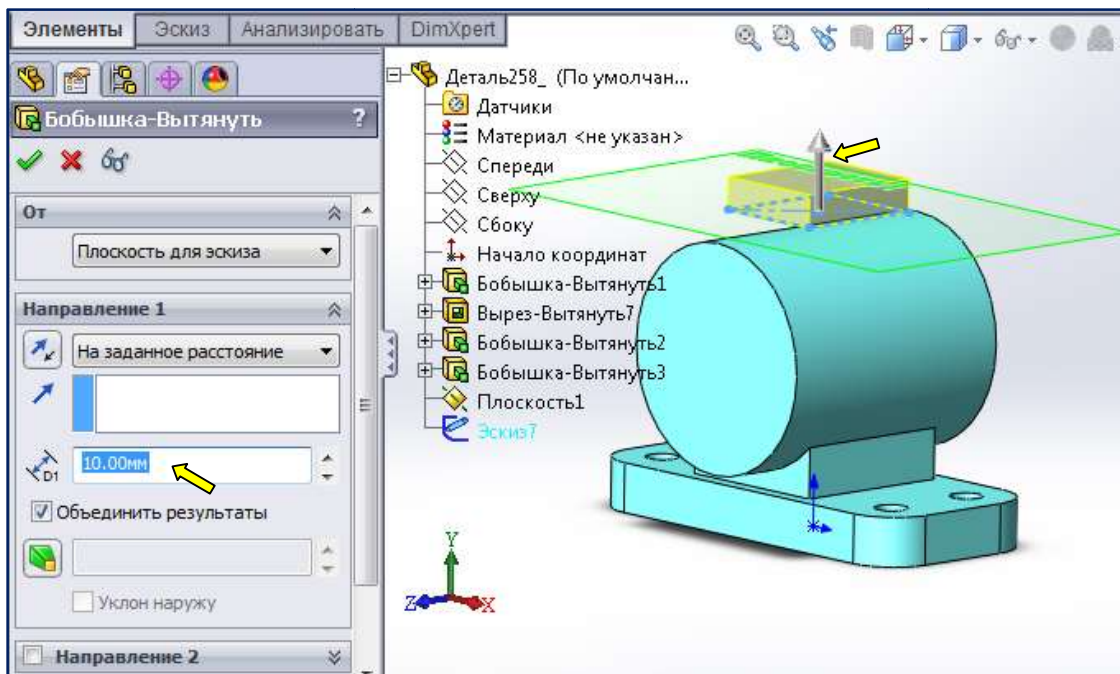 Элементы Эскиз Анализировать DimXpert
Бобышка-Вытянуть ?
От
Плоскость для эскиза
Направление 1
На заданное расстояние
D1 10.00мм
Объединить результаты
Уклон наружу
Направление 2
Деталь258_ (По умолчан...
Датчики
Материал <не указан>
Спереди
Сверху
Сбоку
Начало координат
Бобышка-Вытянуть1
Вырез-Вытянуть7
Бобышка-Вытянуть2
Бобышка-Вытянуть3
Плоскость1
Эскиз7
Y
Z X